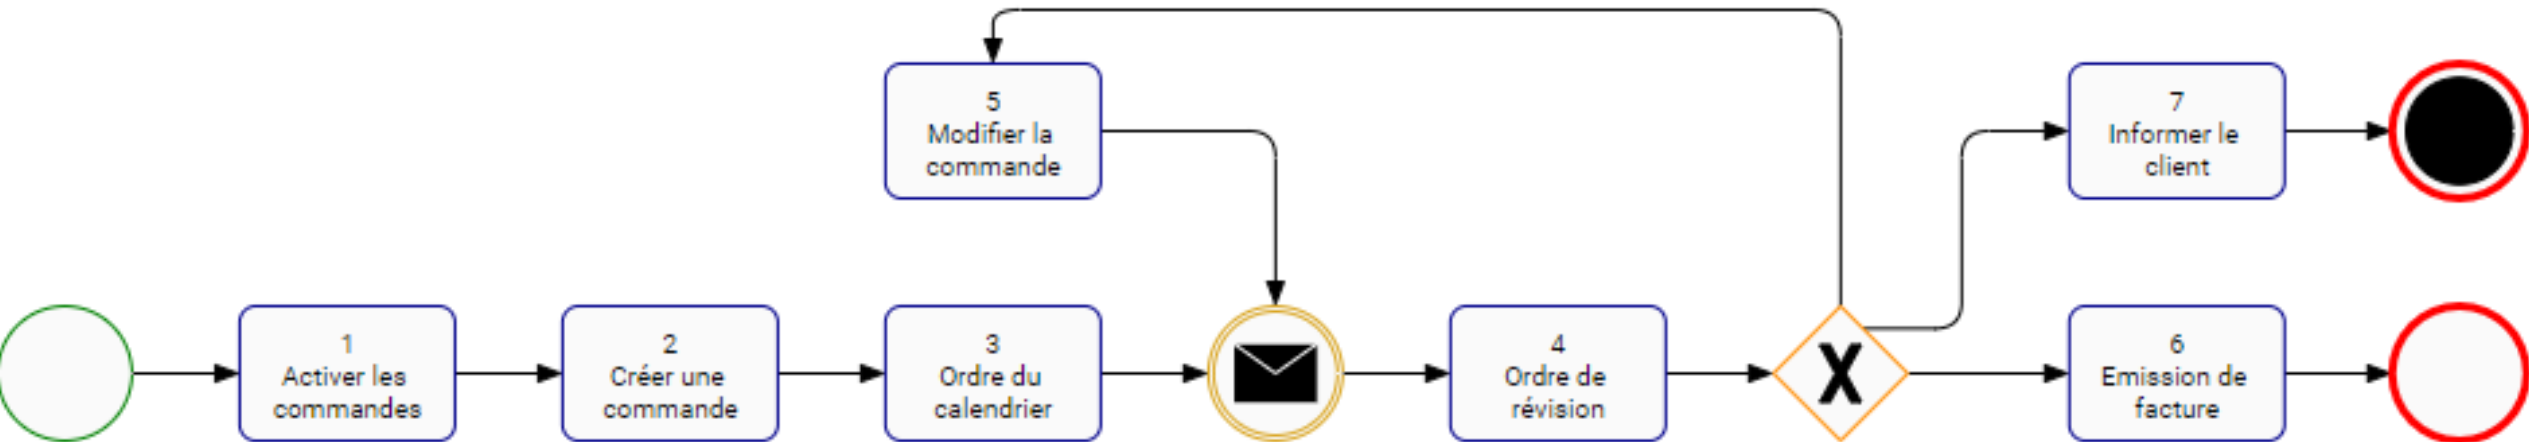 5
Modifier la
commande
7
Informer le
client
1
Activer les
commandes
2
Créer une
commande
3
Ordre du
calendrier
4
Ordre de
révision
X
6
Emission de
facture